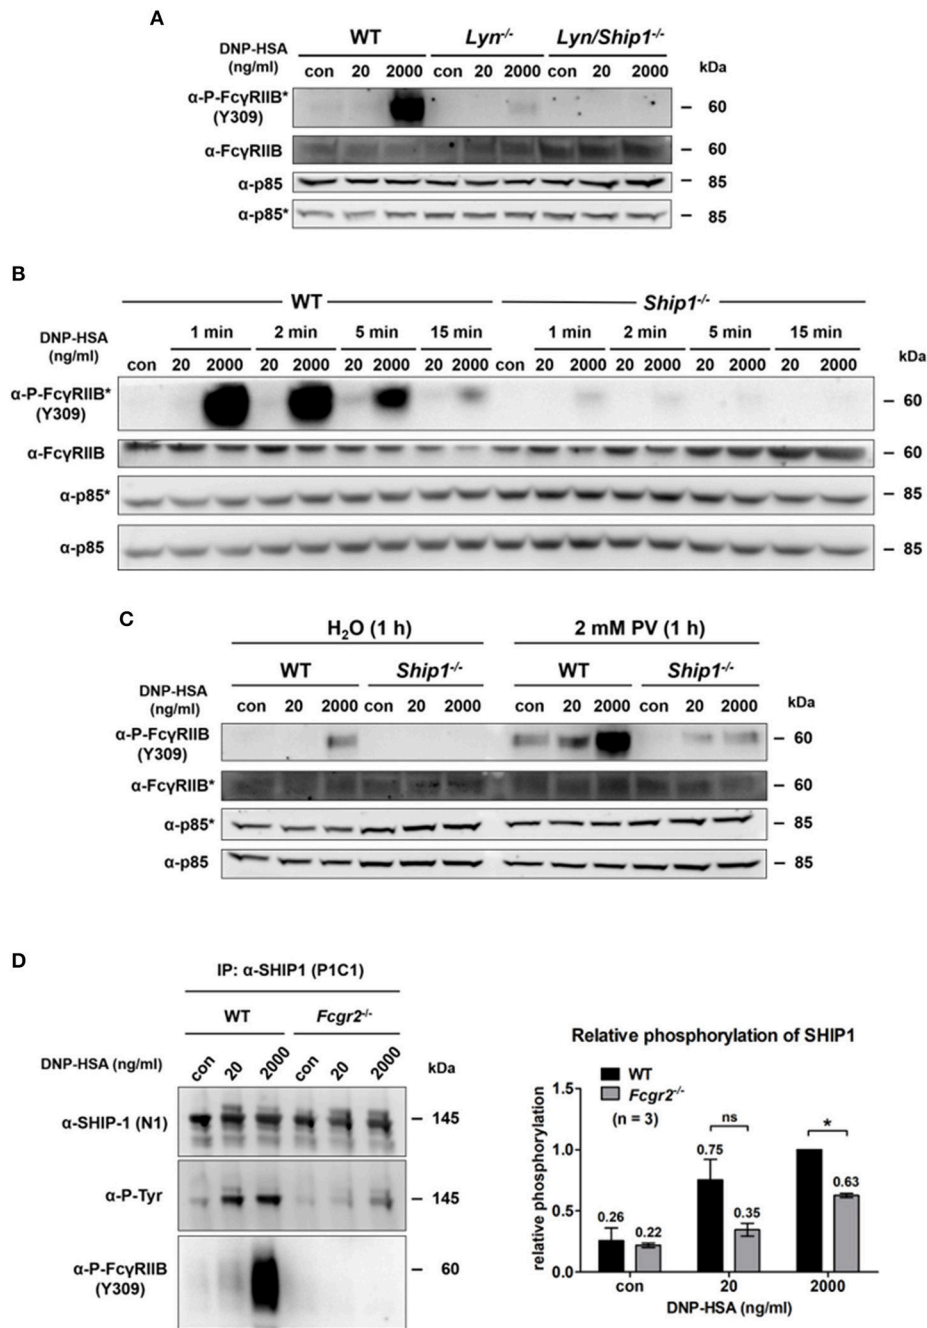 A
DNP-HSA (ng/ml) WT Lyn-/- Lyn/Ship1-/-
con 20 2000 con 20 2000 con 20 2000 kDa
α-P-FcγRIIB* (Y309) – 60
α-FcγRIIB – 60
α-p85 – 85
α-p85* – 85
B
WT Ship1-/-
DNP-HSA (ng/ml) 1 min 2 min 5 min 15 min 1 min 2 min 5 min 15 min
con 20 2000 20 2000 20 2000 20 2000 con 20 2000 20 2000 20 2000 20 2000 kDa
α-P-FcγRIIB* (Y309) – 60
α-FcγRIIB – 60
α-p85* – 85
α-p85 – 85
C
H₂O (1 h) 2 mM PV (1 h)
WT Ship1-/- WT Ship1-/-
DNP-HSA (ng/ml) con 20 2000 con 20 2000 con 20 2000 con 20 2000 kDa
α-P-FcγRIIB (Y309) – 60
α-FcγRIIB* – 60
α-p85* – 85
α-p85 – 85
D
IP: α-SHIP1 (P1C1)
WT Fcgr2-/-
DNP-HSA (ng/ml) con 20 2000 con 20 2000 kDa
α-SHIP-1 (N1) – 145
α-P-Tyr – 145
α-P-FcγRIIB (Y309) – 60
Relative phosphorylation of SHIP1
relative phosphorylation
1.5
1.0
0.5
0.0
WT
Fcgr2-/-
(n = 3)
ns
*
0.26 0.22 0.75 0.35 0.63
con 20 2000
DNP-HSA (ng/ml)